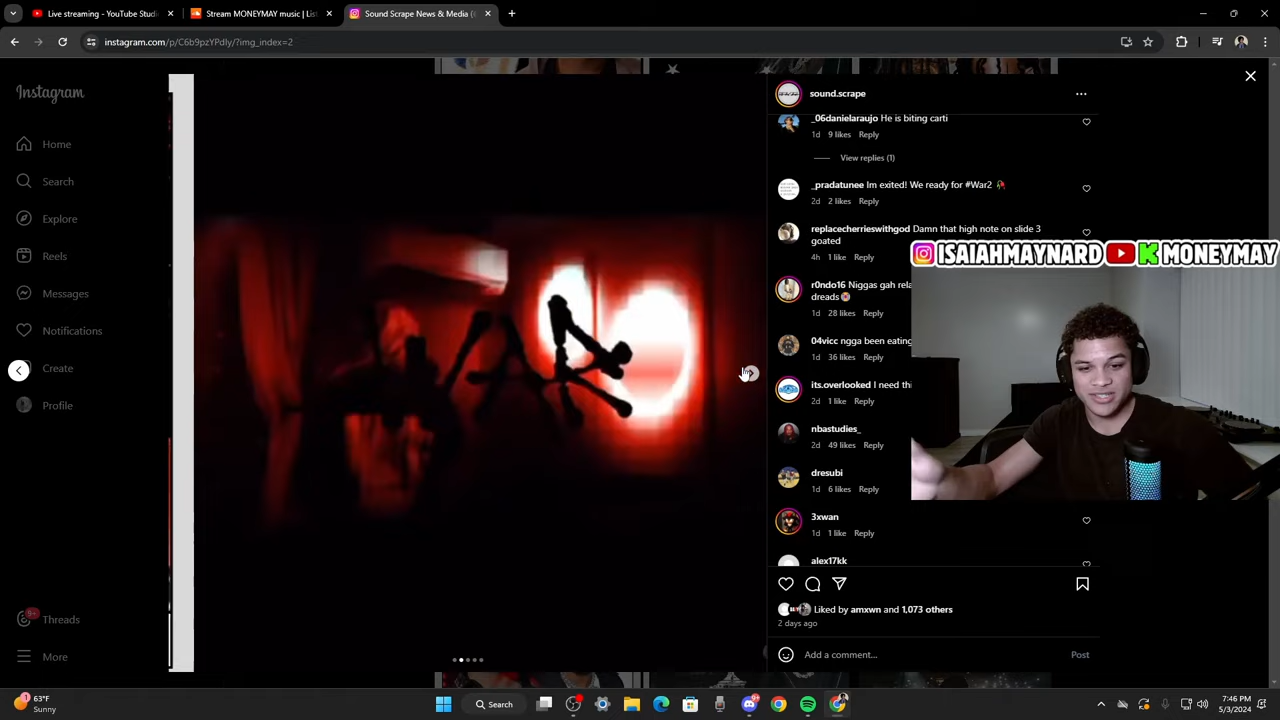 Live streaming - YouTube Studi
Stream MONEYMAY music | List
Sound Scrape News & Media (@
instagram.com/p/C6b9pzYPdly/?img_index=2
Instagram
Home
Search
Explore
Reels
Messages
Notifications
Create
Profile
9+
Threads
More
sound.scrape
_06danielaraujo He is biting carti
1d 9 likes Reply
View replies (1)
_pradatunee Im exited! We ready for #War2
2d 2 likes Reply
replacecherrieswithgod Damn that high note on slide 3
goated
4h 1 like Reply
ISAIAHMAYNARD K MONEYMAY
r0ndo16 Niggas gah rela
dreads
1d 28 likes Reply
04vicc ngga been eating
1d 36 likes Reply
its.overlooked I need thi
2d 1 like Reply
nbastudies_
2d 49 likes Reply
dresubi
1d 6 likes Reply
3xwan
1d 1 like Reply
alex17kk
Liked by amxwn and 1,073 others
2 days ago
Add a comment... Post
63°F
Sunny
Search
7:46 PM
5/3/2024